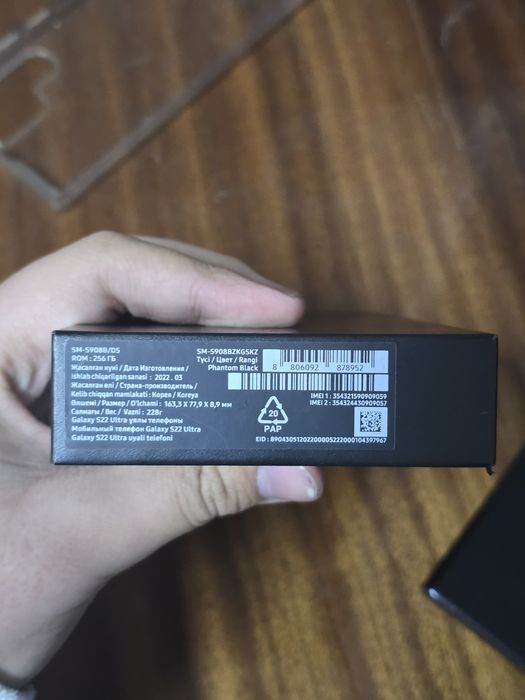 SM-S908B/DS
ROM : 256 ГБ
Жасалған күні / Дата Изготовления /
ishlab chiqarilgan sanasi : 2022 . 03
Жасалған елі / Страна-производитель /
Kelib chiqqan mamlakati : Корея / Koreya
Өлшемі / Размер / O'lchami : 163,3 X 77,9 X 8,9 мм
Салмағы / Вес / Vazni : 228г
Galaxy S22 Ultra ұялы телефоны
Мобильный телефон Galaxy S22 Ultra
Galaxy S22 Ultra uyali telefoni
SM-S908BZKGSKZ
Түсі / Цвет / Rangi
Phantom Black
8 806092 878952
IMEI 1 : 354321590909059
IMEI 2 : 354324430909057
20
PAP
EID : 89043051202200005222000104397967